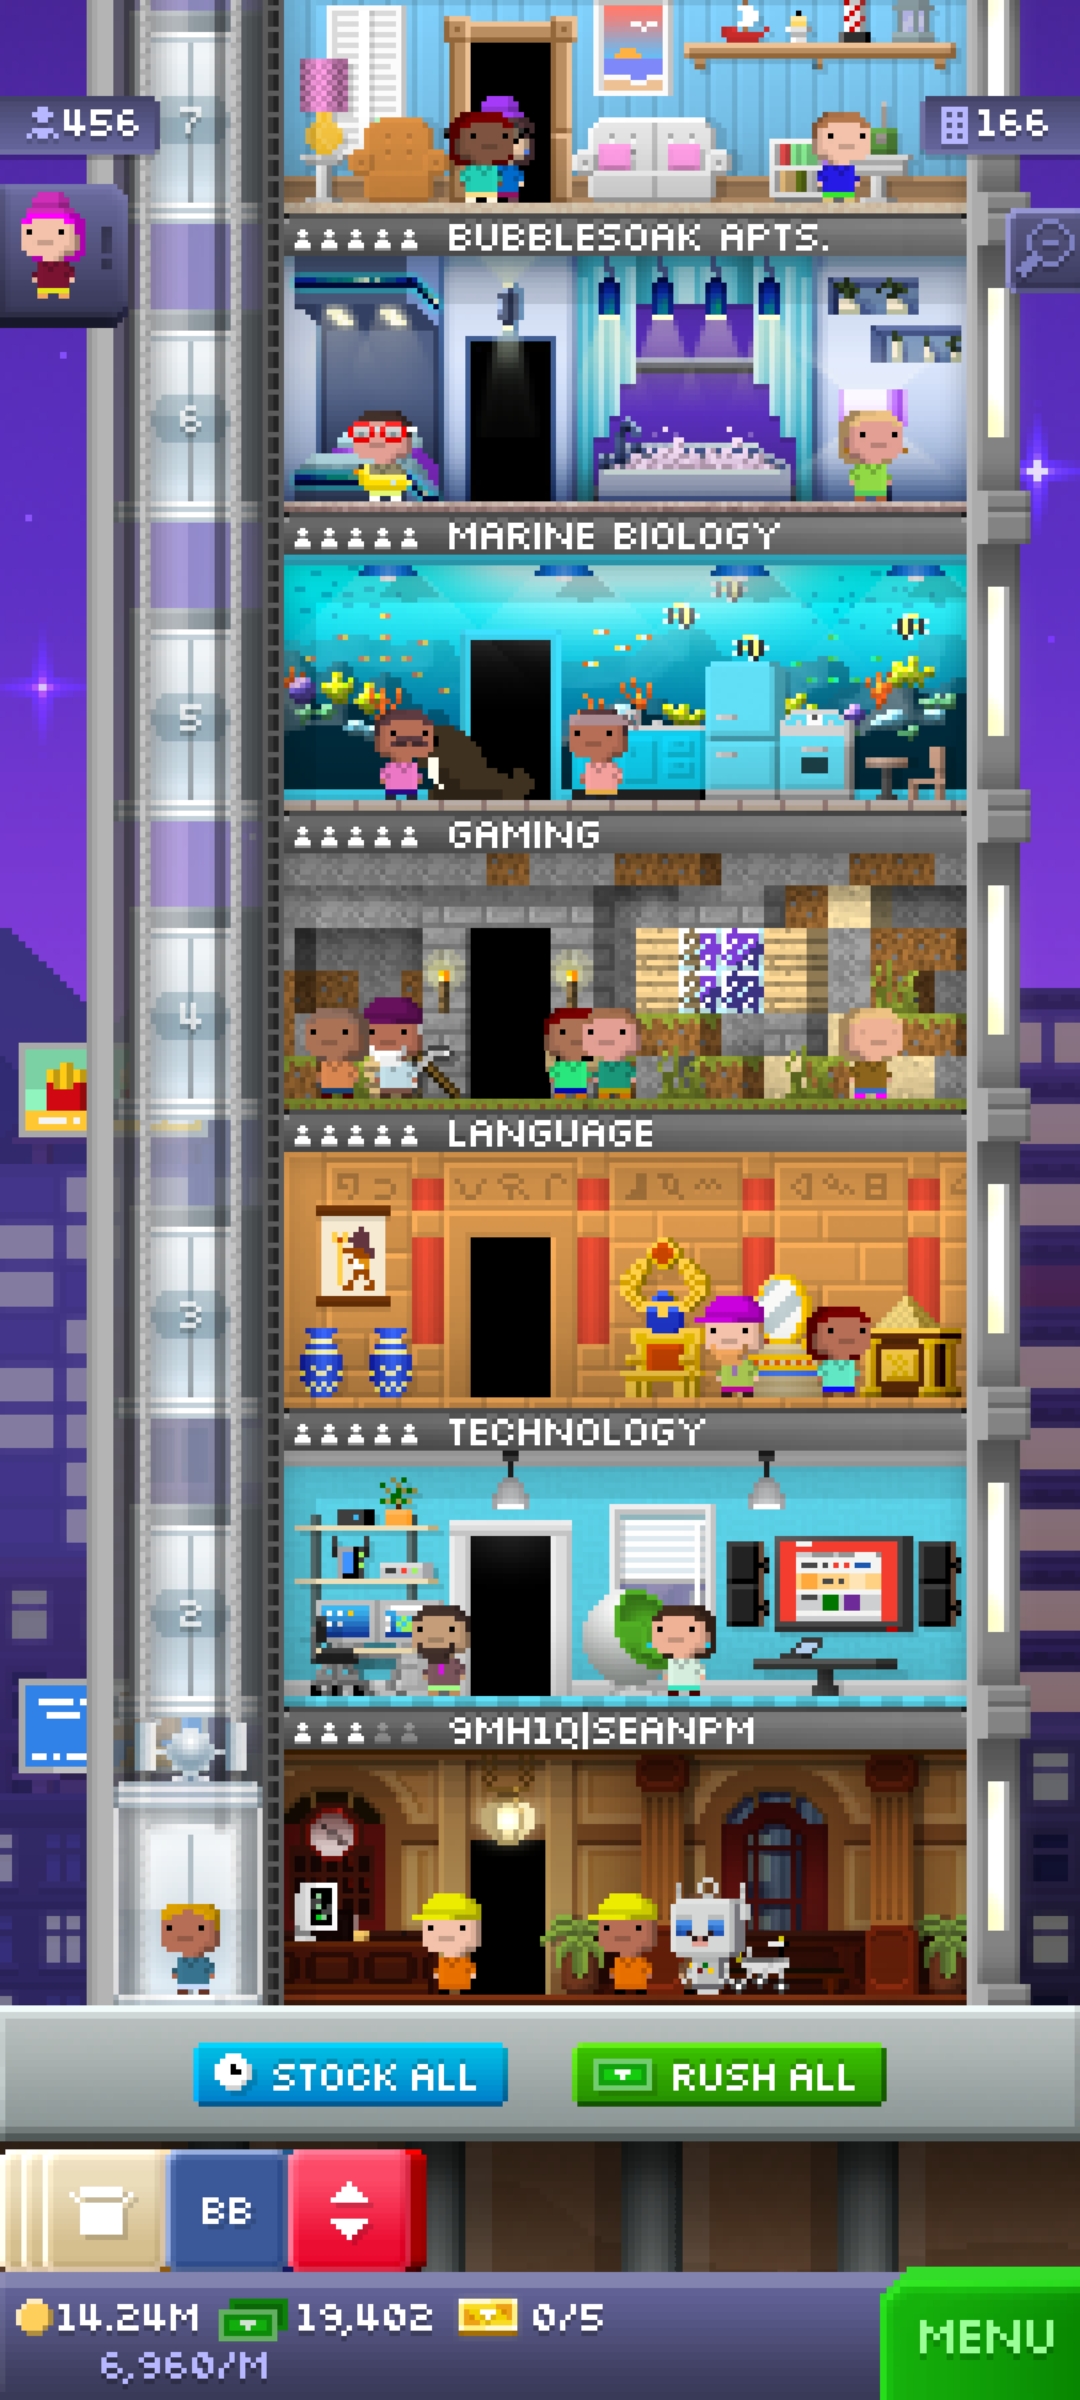 7
456
166
!
BUBBLESOAK APTS.
6
MARINE BIOLOGY
5
GAMING
4
LANGUAGE
3
TECHNOLOGY
2
9MH1Q|SEANPM
STOCK ALL
RUSH ALL
BB
14.24M 19,402 0/5
6,960/M
MENU